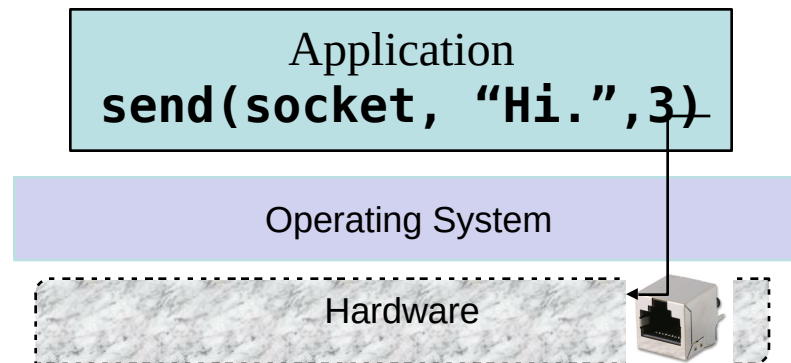 Application
send(socket, “Hi.”,3)
Operating System
Hardware